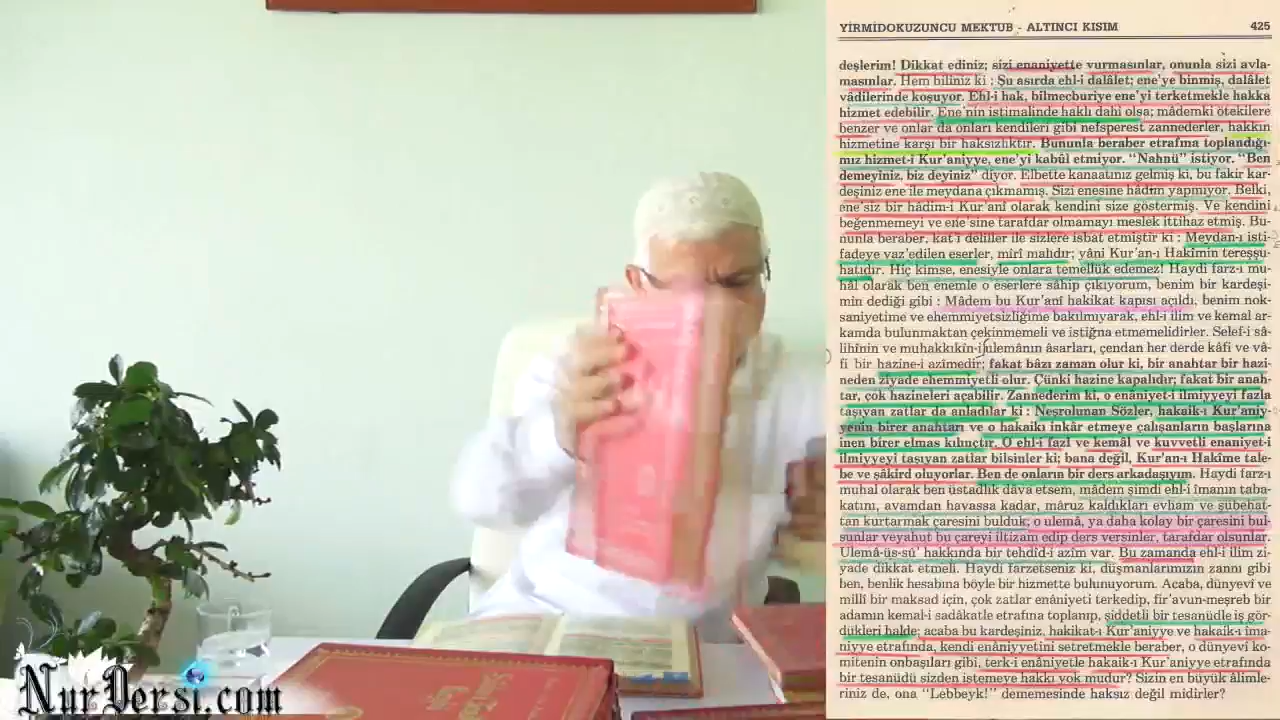 YİRMİDOKUZUNCU MEKTUB - ALTINCI KISIM 425
deşlerim! Dikkat ediniz; sizi enaniyette vurmasınlar, onunla sizi avla-
masınlar. Hem biliniz ki : Şu asırda ehl-i dalâlet; ene'ye binmiş, dalâlet
vâdilerinde koşuyor. Ehl-i hak, bilmecburiye ene'yi terketmekle hakka
hizmet edebilir. Ene'nin istimalinde haklı dahi olsa; mâdemki ötekilere
benzer ve onlar da onları kendileri gibi nefsperest zannederler, hakkın
hizmetine karşı bir haksızlıktır. Bununla beraber etrafına toplandığı-
mız hizmet-i Kur'aniyye, ene'yi kabûl etmiyor. "Nahnü" istiyor. "Ben
demeyiniz, biz deyiniz" diyor. Elbette kanaatınız gelmiş ki, bu fakir kar-
deşiniz ene ile meydana çıkmamış. Sizi enesine hâdim yapmıyor. Belki,
ene'siz bir hâdim-i Kur'anî olarak kendini size göstermiş. Ve kendini
beğenmemeyi ve ene'sine tarafdar olmamayı meslek ittihaz etmiş. Bu-
nunla beraber, kat'î deliller ile sizlere isbat etmiştir ki : Meydan-ı isti-
fadeye vaz'edilen eserler, mîrî malıdır; yâni Kur'an-ı Hakîmin tereşşu-
hatıdır. Hiç kimse, enesiyle onlara temellük edemez! Haydi farz-ı mu-
hâl olarak ben enemle o eserlere sâhip çıkıyorum, benim bir kardeşi-
min dediği gibi : Mâdem bu Kur'anî hakikat kapısı açıldı, benim nok-
saniyetime ve ehemmiyetsizliğime bakılmıyarak, ehl-i ilim ve kemal ar-
kamda bulunmaktan çekinmemeli ve istiğna etmemelidirler. Selef-i sâ-
lihînin ve muhakkıkîn-i ulemânın âsarları, çendan her derde kâfi ve vâ-
fi bir hazine-i azîmedir; fakat bâzı zaman olur ki, bir anahtar bir hazi-
neden ziyade ehemmiyetli olur. Çünki hazine kapalıdır; fakat bir anah-
tar, çok hazineleri açabilir. Zannederim ki, o enâniyet-i ilmiyyeyi fazla
taşıyan zatlar da anladılar ki : Neşrolunan Sözler, hakaik-ı Kur'aniy-
yenin birer anahtarı ve o hakaikı inkâr etmeye çalışanların başlarına
inen birer elmas kılınçtır. O ehl-i fazl ve kemâl ve kuvvetli enaniyet-i
ilmiyyeyi taşıyan zatlar bilsinler ki; bana değil, Kur'an-ı Hakîme tale-
be ve şâkird oluyorlar. Ben de onların bir ders arkadaşıyım. Haydi farz-ı
muhal olarak ben üstadlık dâva etsem, mâdem şimdi ehl-i îmanın taba-
katını, avamdan havassa kadar, mâruz kaldıkları evham ve şübehat-
tan kurtarmak çaresini bulduk; o ulemâ, ya daha kolay bir çaresini bul-
sunlar veyahut bu çareyi iltizam edip ders versinler, tarafdar olsunlar.
Ulemâ-üs-sû' hakkında bir tehdîd-i azîm var. Bu zamanda ehl-i ilim zi-
yade dikkat etmeli. Haydi farzetseniz ki, düşmanlarımızın zannı gibi
ben, benlik hesabına böyle bir hizmette bulunuyorum. Acaba, dünyevî ve
millî bir maksad için, çok zatlar enâniyeti terkedip, fir'avun-meşreb bir
adamın kemal-i sadâkatle etrafına toplanıp, şiddetli bir tesanüdle iş gör-
dükleri halde; acaba bu kardeşiniz, hakikat-ı Kur'aniyye ve hakaik-ı îma-
niyye etrafında, kendi enâniyyetini setretmekle beraber, o dünyevî ko-
mitenin onbaşıları gibi, terk-i enâniyetle hakaik-ı Kur'aniyye etrafında
bir tesanüdü sizden istemeye hakkı yok mudur? Sizin en büyük âlimle-
riniz de, ona "Lebbeyk!" dememesinde haksız değil midirler?
NurDersi.com